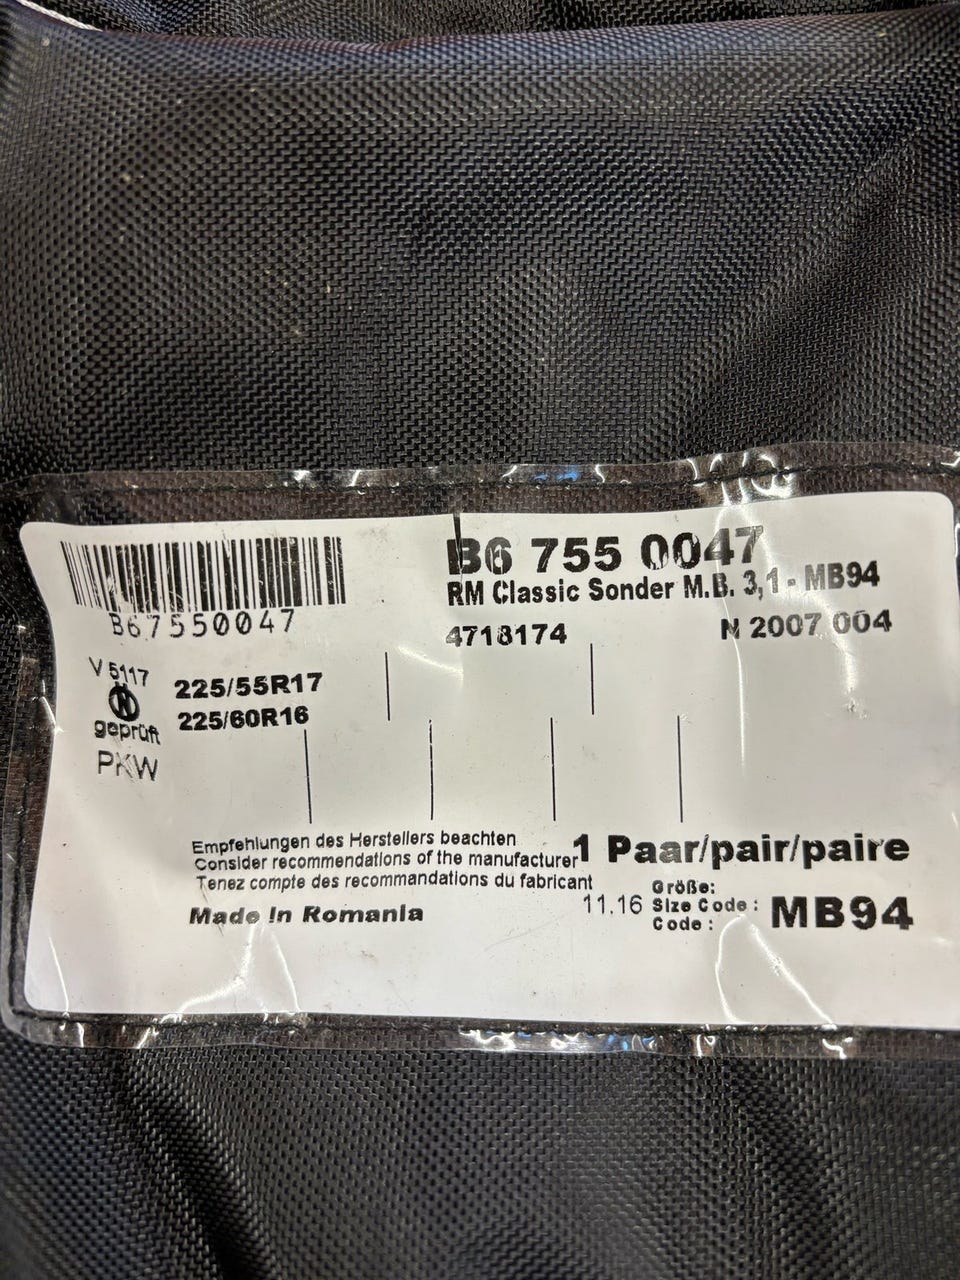 B6 755 0047
RM Classic Sonder M.B. 3,1 - MB94
B67550047
4718174
N 2007 004
V 5117
geprüft
PKW
225/55R17
225/60R16
Empfehlungen des Herstellers beachten
Consider recommendations of the manufacturer
Tenez compte des recommandations du fabricant
Made in Romania
1 Paar/pair/paire
11.16
Größe:
Size Code :
Code :
MB94